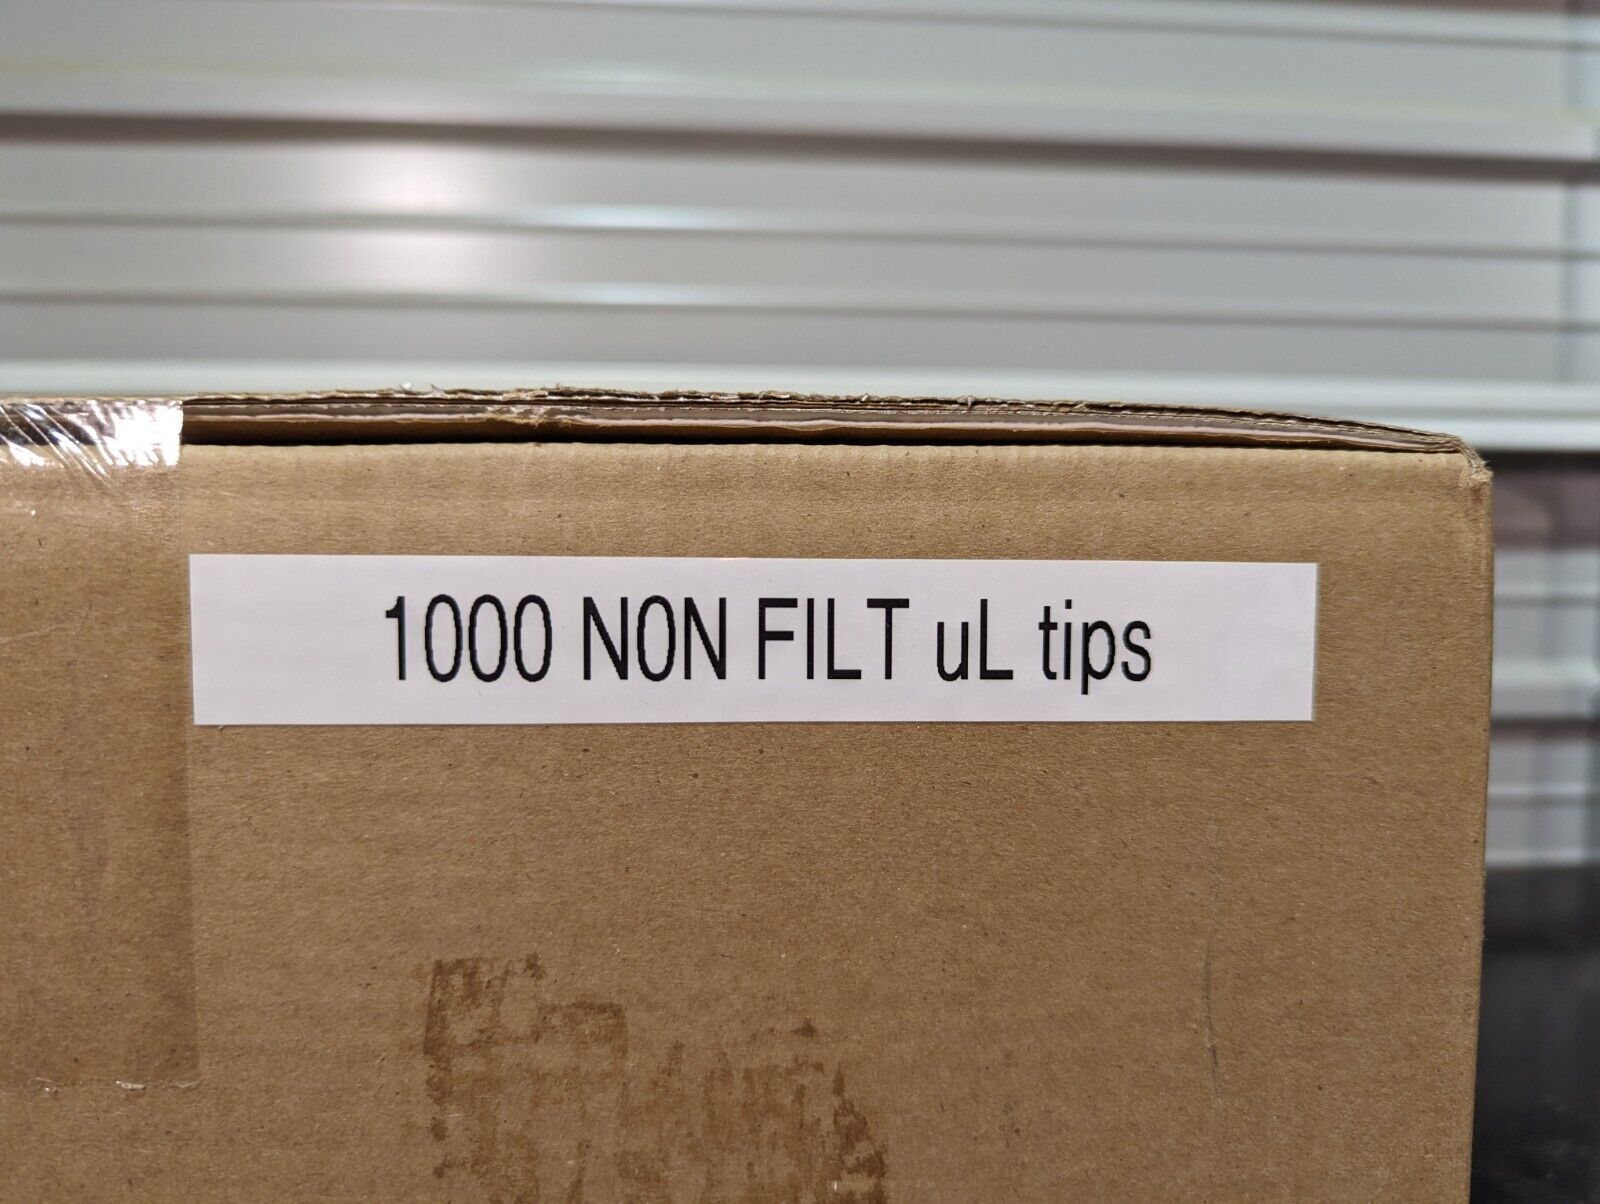 1000 NON FILT uL tips